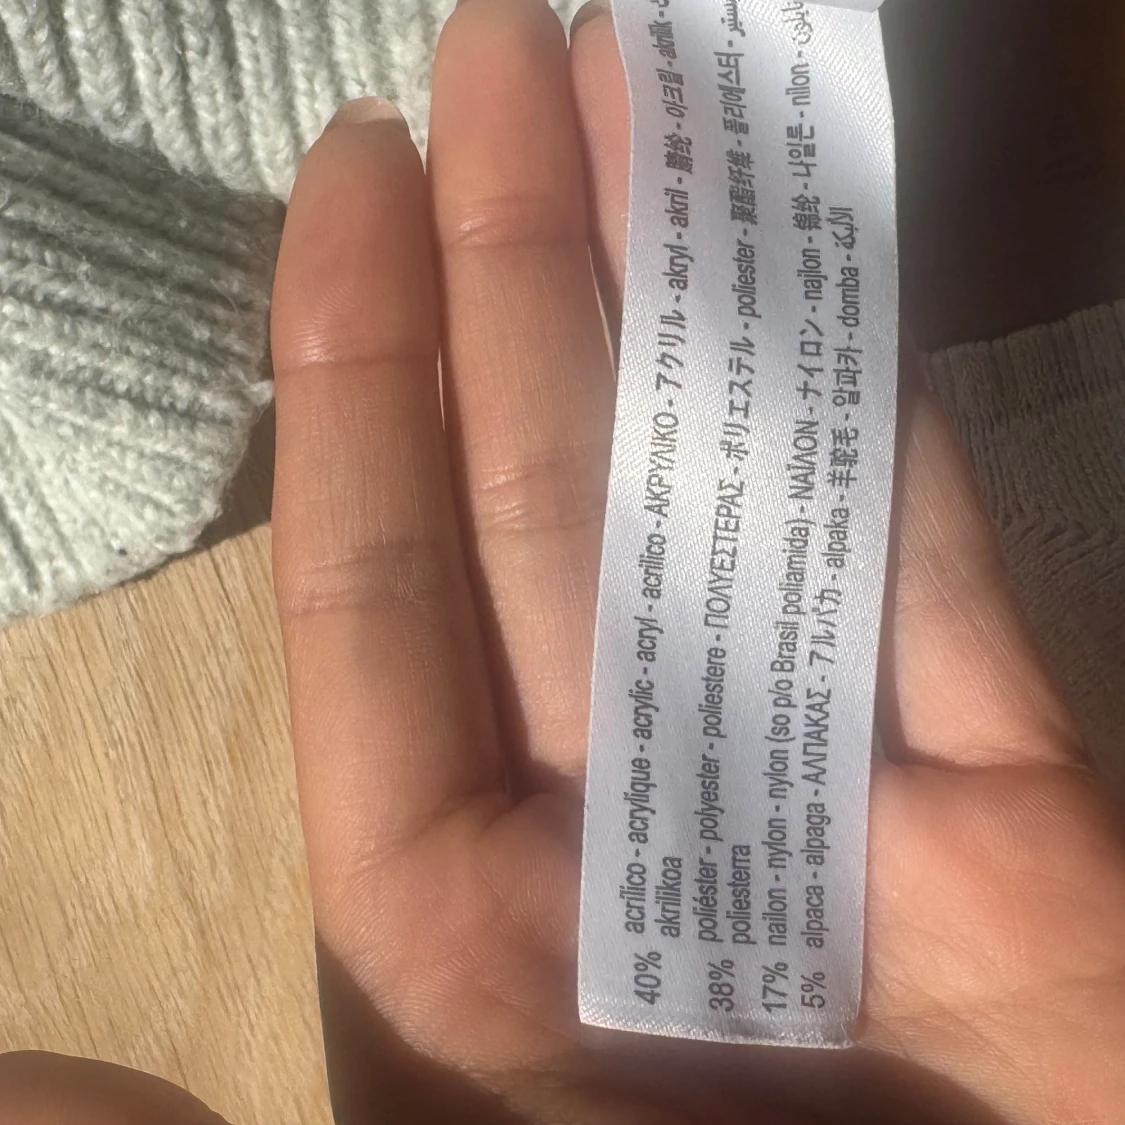 40% acrílico - acrylique - acrylic - acryl - acrilico - ΑΚΡΥΛΙΚΟ - アクリル - akryl - akril - 腈纶 - 아크릴 - akrilik -
akrilikoa
38% poliéster - polyester - poliestere - ΠΟΛΥΕΣΤΕΡΑΣ - ポリエステル - poliester - 聚酯纤维 - 폴리에스터 -
poliesterra
17% nailon - nylon (so p/o Brasil poliamida) - ΝΑΪΛΟΝ - ナイロン - najlon - 锦纶 - 나일론 - nilon - نايلون
5% alpaca - alpaga - ΑΛΠΑΚΑΣ - アルパカ - alpaka - 羊驼毛 - 알파카 - domba - الألبكة